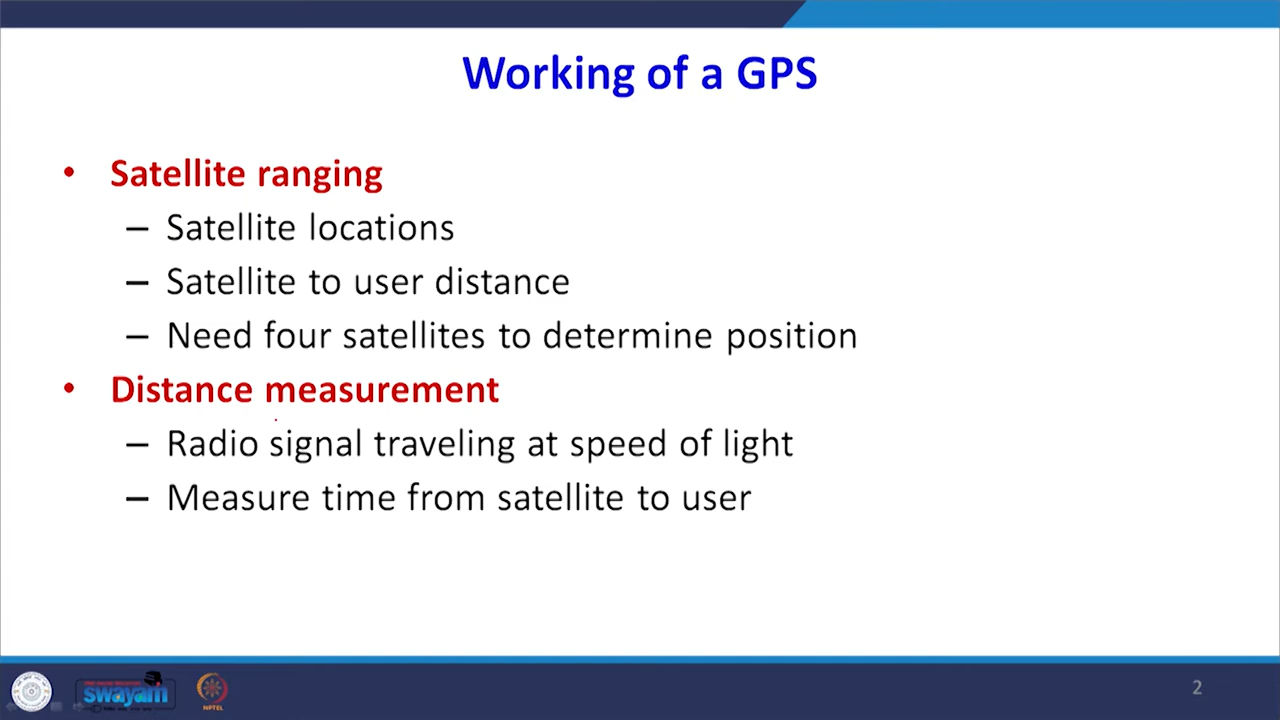 Working of a GPS
• Satellite ranging
– Satellite locations
– Satellite to user distance
– Need four satellites to determine position
• Distance measurement
– Radio signal traveling at speed of light
– Measure time from satellite to user
swayam
NPTEL
2